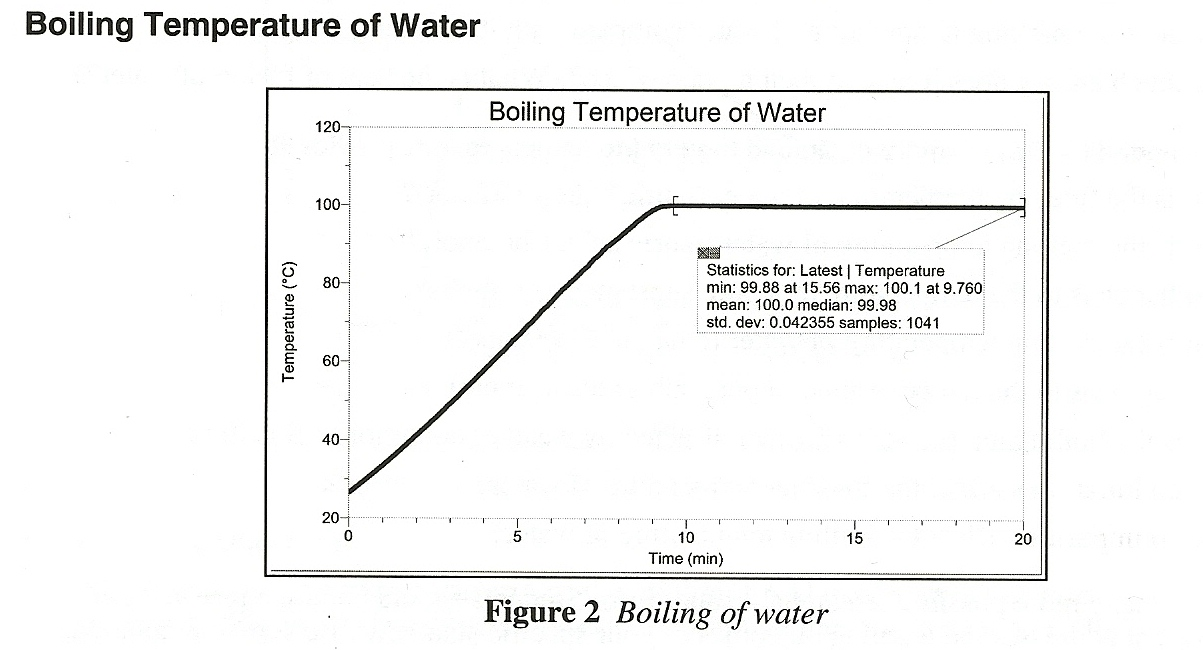 Boiling Temperature of Water
Boiling Temperature of Water
120
100
80
60
40
20
Temperature (°C)
Statistics for: Latest | Temperature
min: 99.88 at 15.56 max: 100.1 at 9.760
mean: 100.0 median: 99.98
std. dev: 0.042355 samples: 1041
0 5 10 15 20
Time (min)
Figure 2 Boiling of water